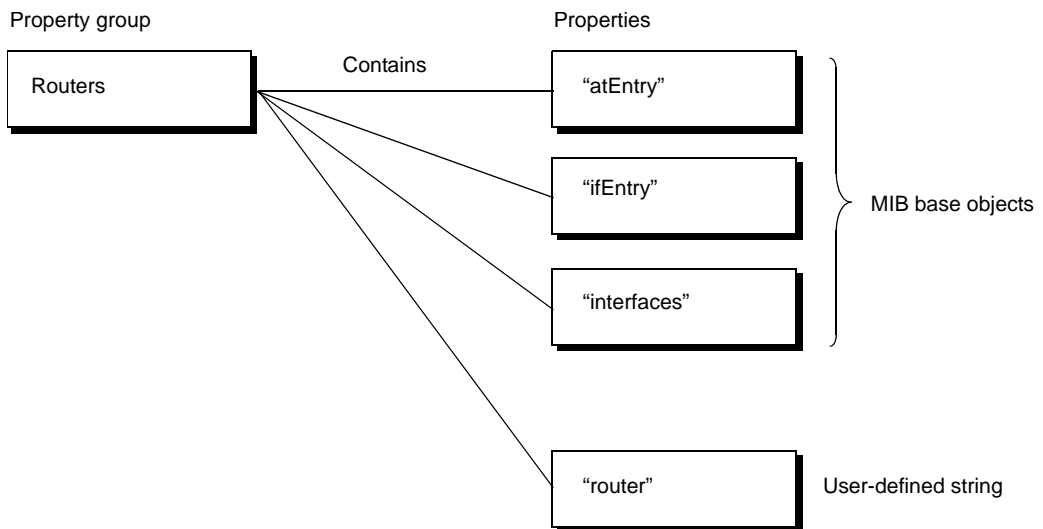 Property group
Properties
Contains
Routers
“atEntry”
“ifEntry”
MIB base objects
“interfaces”
“router”
User-defined string